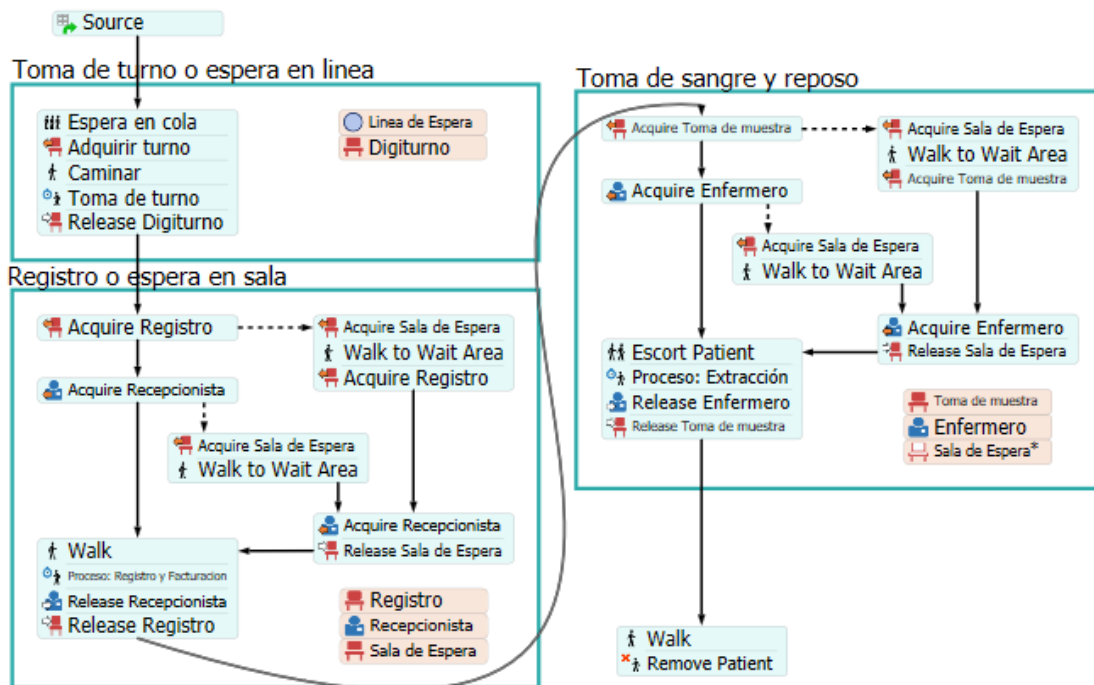 Source
Toma de turno o espera en linea
Espera en cola
Adquirir turno
Caminar
Toma de turno
Release Digiturno
Linea de Espera
Digiturno
Registro o espera en sala
Acquire Registro
Acquire Sala de Espera
Walk to Wait Area
Acquire Registro
Acquire Recepcionista
Acquire Sala de Espera
Walk to Wait Area
Acquire Recepcionista
Release Sala de Espera
Walk
Proceso: Registro y Facturacion
Release Recepcionista
Release Registro
Registro
Recepcionista
Sala de Espera
Toma de sangre y reposo
Acquire Toma de muestra
Acquire Sala de Espera
Walk to Wait Area
Acquire Toma de muestra
Acquire Enfermero
Acquire Sala de Espera
Walk to Wait Area
Acquire Enfermero
Release Sala de Espera
Escort Patient
Proceso: Extracción
Release Enfermero
Release Toma de muestra
Toma de muestra
Enfermero
Sala de Espera*
Walk
Remove Patient